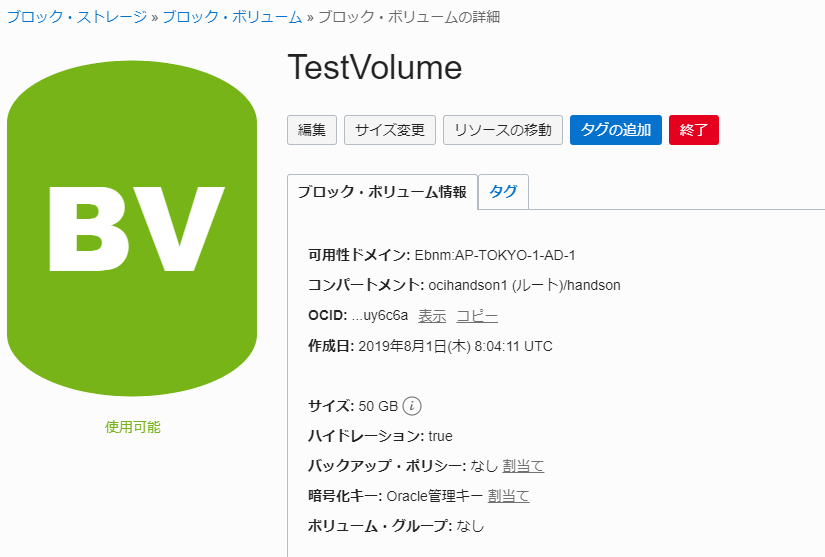 ブロック・ストレージ » ブロック・ボリューム » ブロック・ボリュームの詳細
TestVolume
編集 サイズ変更 リソースの移動 タグの追加 終了
BV
使用可能
ブロック・ボリューム情報 タグ
可用性ドメイン: Ebnm:AP-TOKYO-1-AD-1
コンパートメント: ocihandson1 (ルート)/handson
OCID: ...uy6c6a 表示 コピー
作成日: 2019年8月1日(木) 8:04:11 UTC
サイズ: 50 GB i
ハイドレーション: true
バックアップ・ポリシー: なし 割当て
暗号化キー: Oracle管理キー 割当て
ボリューム・グループ: なし